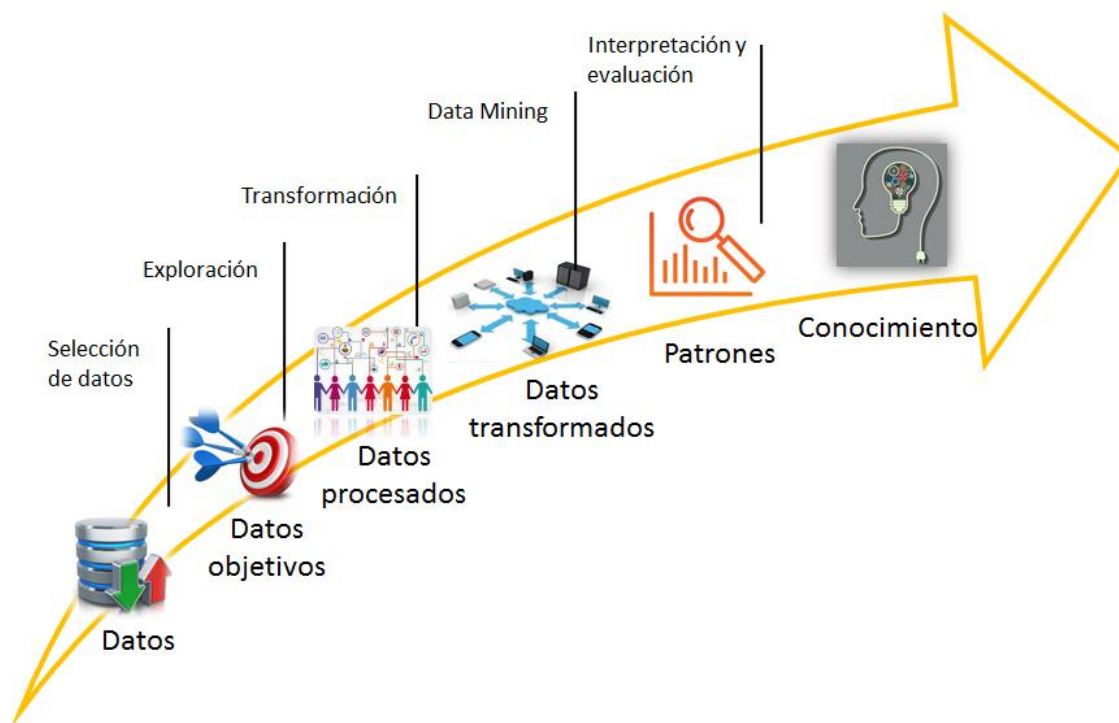 Interpretación y
evaluación
Data Mining
Transformación
Exploración
Selección
de datos
Conocimiento
Patrones
Datos
transformados
Datos
procesados
Datos
objetivos
Datos